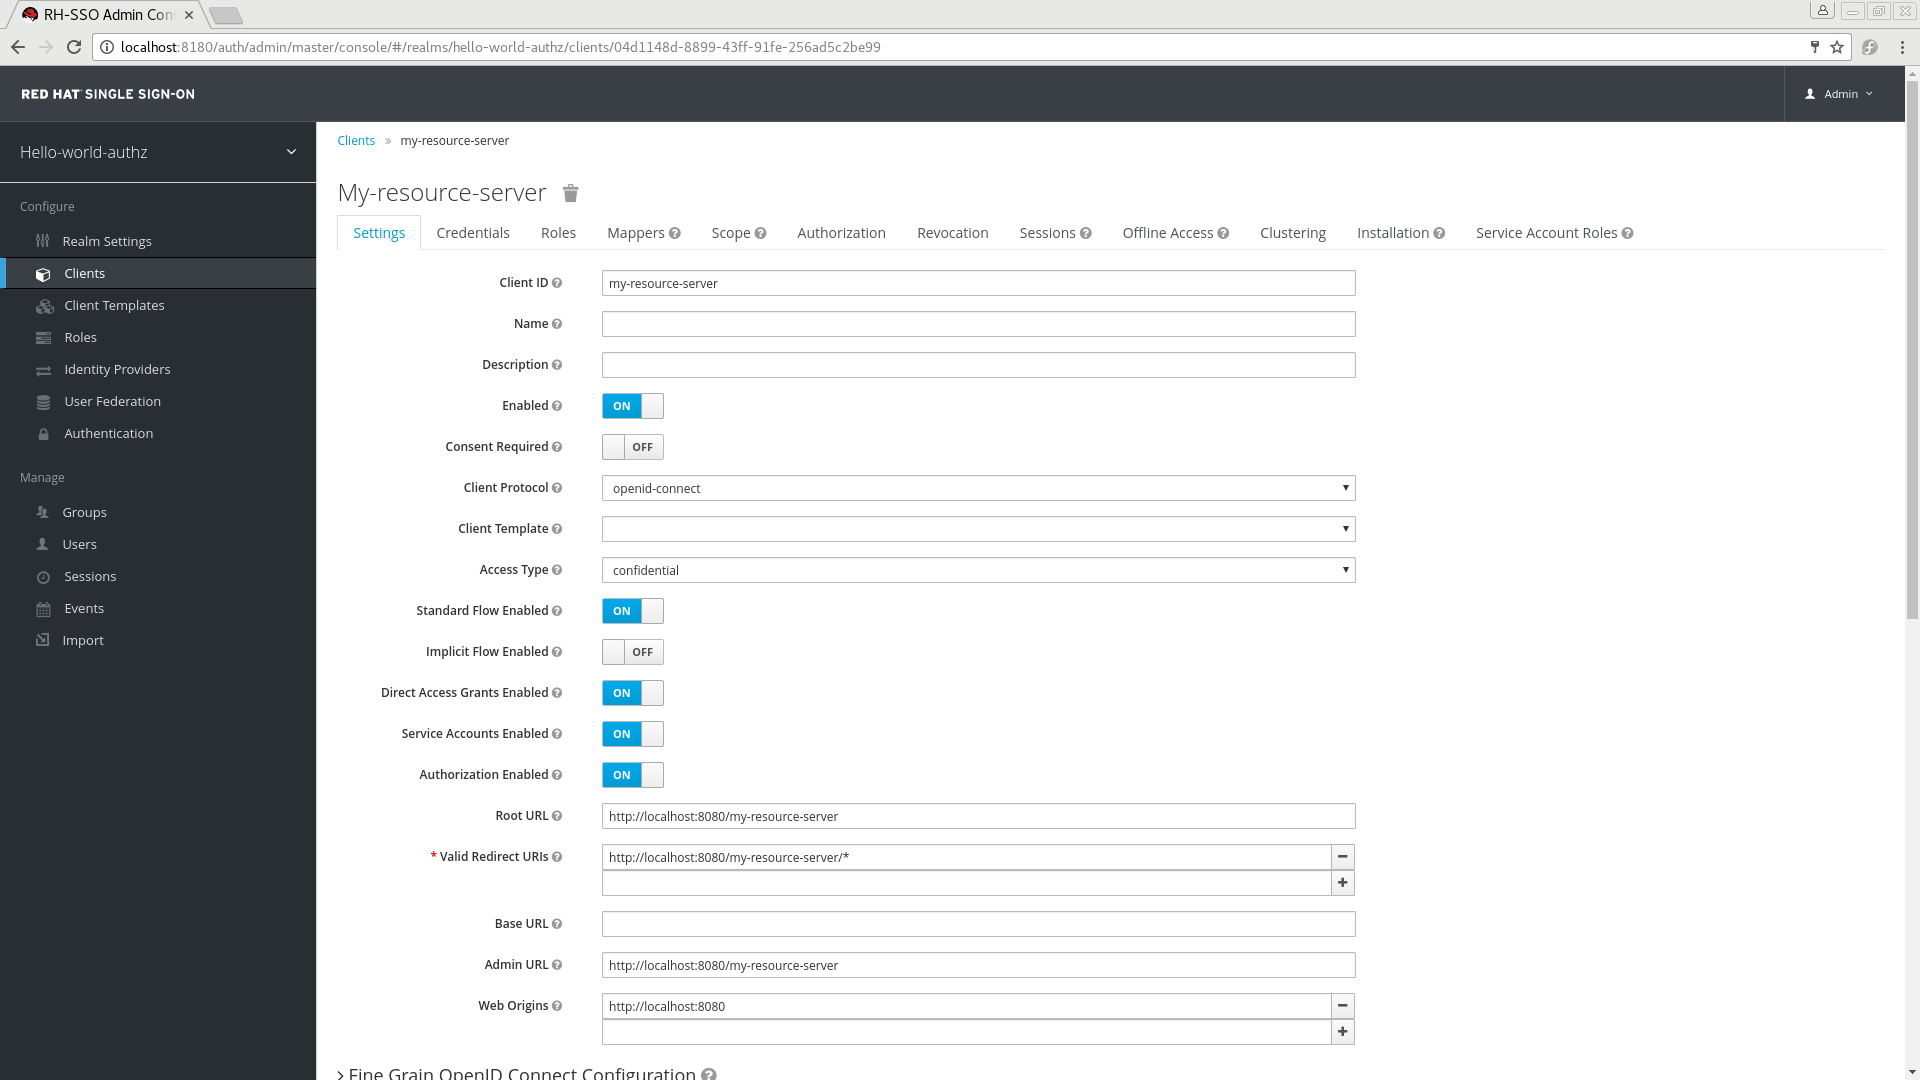 RH-SSO Admin Con
localhost:8180/auth/admin/master/console/#/realms/hello-world-authz/clients/04d1148d-8899-43ff-91fe-256ad5c2be99
RED HAT SINGLE SIGN-ON
Admin
Hello-world-authz
Configure
Realm Settings
Clients
Client Templates
Roles
Identity Providers
User Federation
Authentication
Manage
Groups
Users
Sessions
Events
Import
Clients » my-resource-server
My-resource-server
Settings Credentials Roles Mappers Scope Authorization Revocation Sessions Offline Access Clustering Installation Service Account Roles
Client ID my-resource-server
Name
Description
Enabled ON
Consent Required OFF
Client Protocol openid-connect
Client Template
Access Type confidential
Standard Flow Enabled ON
Implicit Flow Enabled OFF
Direct Access Grants Enabled ON
Service Accounts Enabled ON
Authorization Enabled ON
Root URL http://localhost:8080/my-resource-server
* Valid Redirect URIs http://localhost:8080/my-resource-server/*
Base URL
Admin URL http://localhost:8080/my-resource-server
Web Origins http://localhost:8080
Fine Grain OpenID Connect Configuration